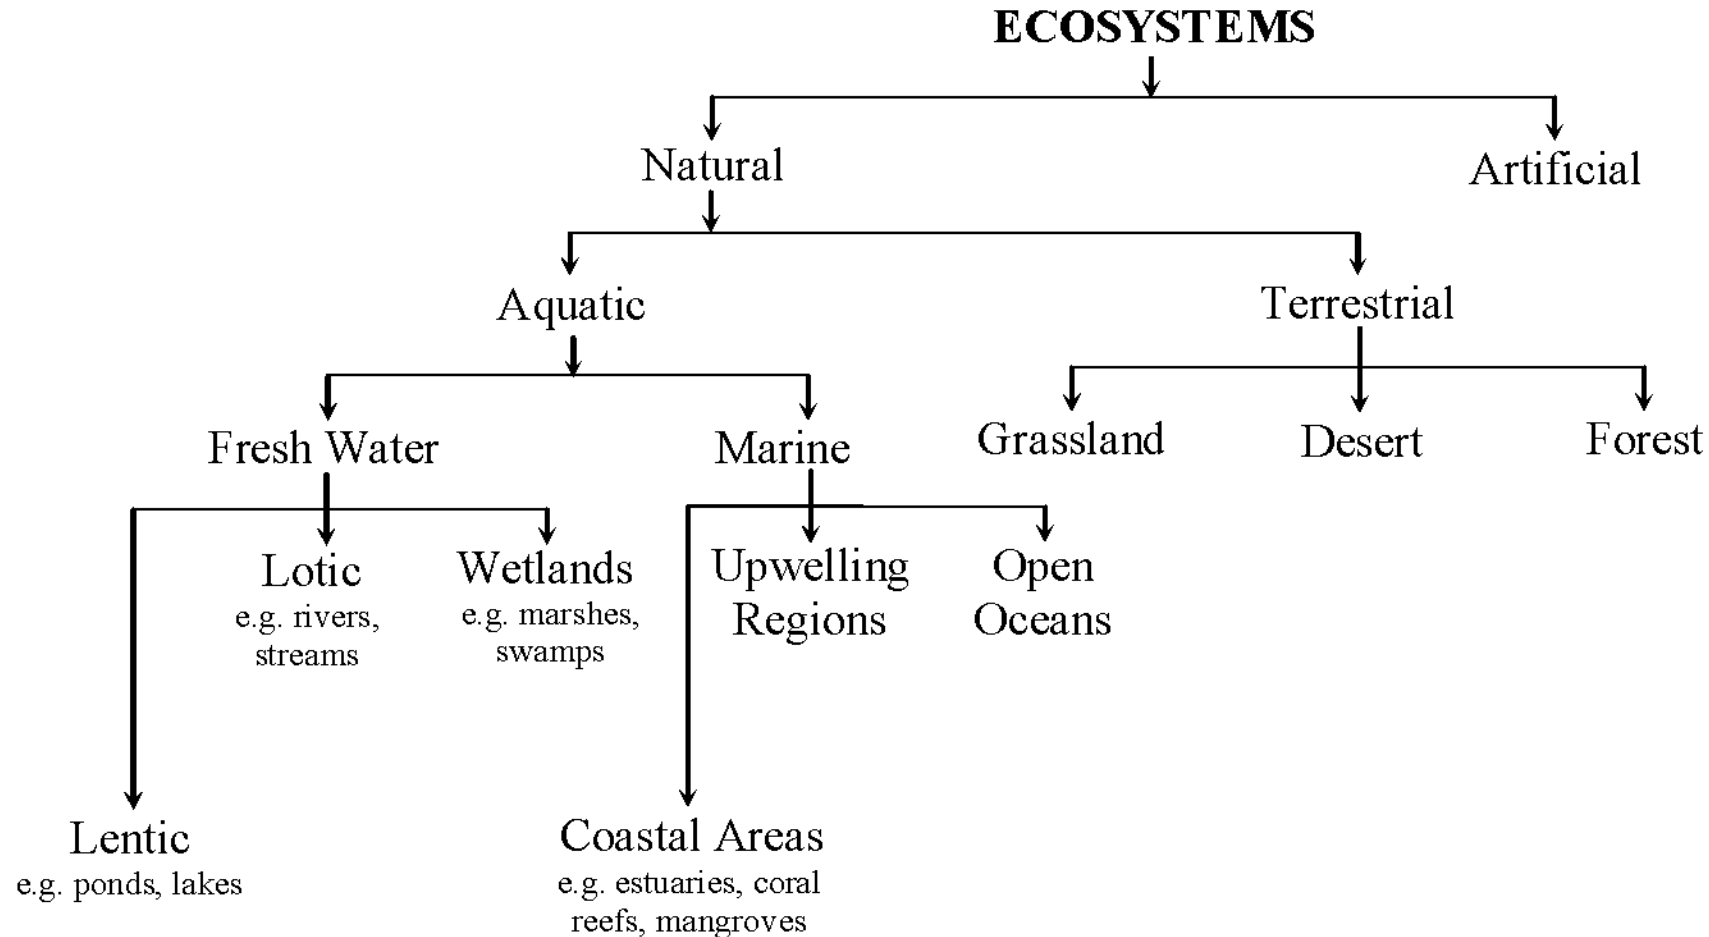 ECOSYSTEMS
Natural
Artificial
Aquatic
Terrestrial
Fresh Water
Marine
Grassland
Desert
Forest
Lotic
e.g. rivers,
streams
Wetlands
e.g. marshes,
swamps
Upwelling
Regions
Open
Oceans
Lentic
e.g. ponds, lakes
Coastal Areas
e.g. estuaries, coral
reefs, mangroves